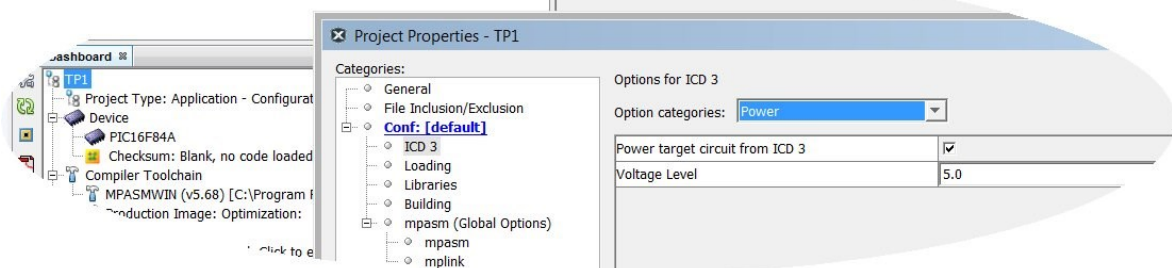 Dashboard
TP1
Project Type: Application - Configurat
Device
PIC16F84A
Checksum: Blank, no code loaded
Compiler Toolchain
MPASMWIN (v5.68) [C:\Program F
Production Image: Optimization:
Click to e
Project Properties - TP1
Categories:
General
File Inclusion/Exclusion
Conf: [default]
ICD 3
Loading
Libraries
Building
mpasm (Global Options)
mpasm
mplink
Options for ICD 3
Option categories: Power
Power target circuit from ICD 3
Voltage Level 5.0